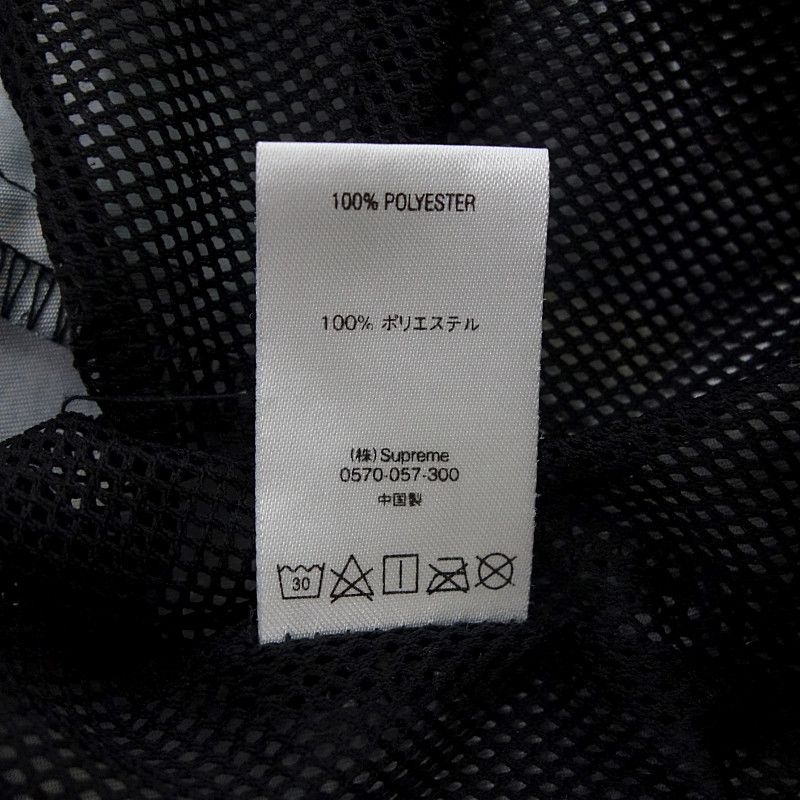 100% POLYESTER
100% ポリエステル
(株) Supreme
0570-057-300
中国製
30